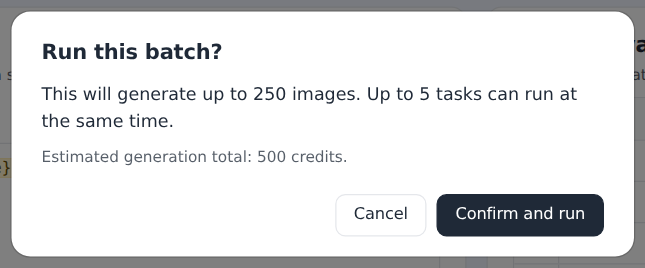 Run this batch?
This will generate up to 250 images. Up to 5 tasks can run at
the same time.
Estimated generation total: 500 credits.
Cancel
Confirm and run